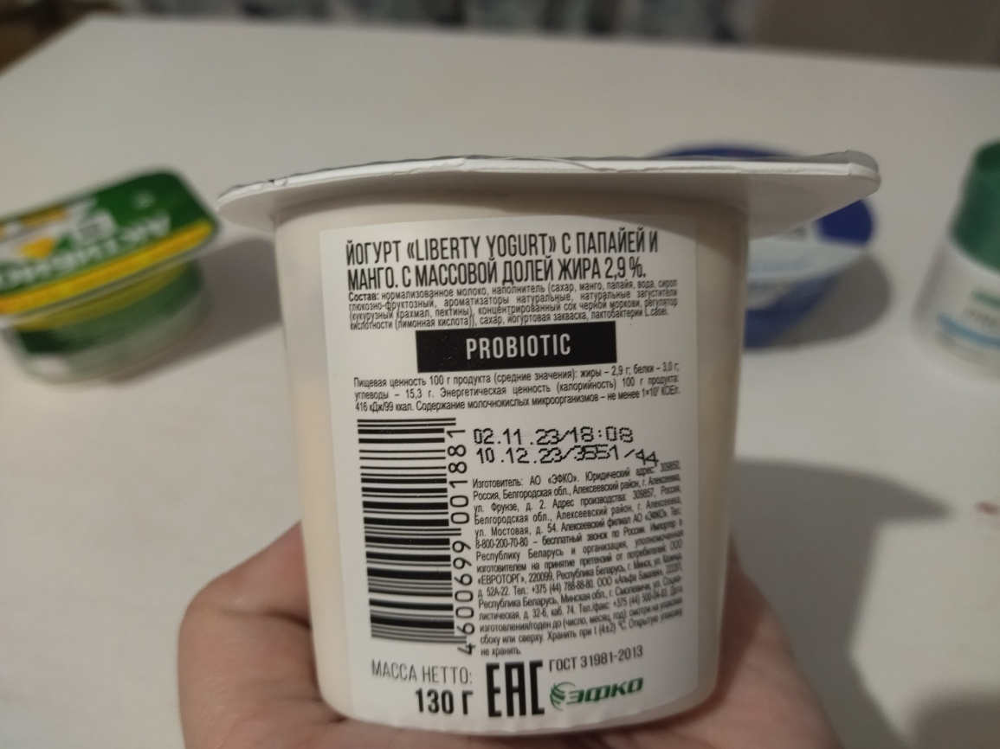 ЙОГУРТ «LIBERTY YOGURT» С ПАПАЙЕЙ И
МАНГО. С МАССОВОЙ ДОЛЕЙ ЖИРА 2,9 %.
Состав: нормализованное молоко, наполнитель (сахар, манго, папайя, вода, сироп
глюкозно-фруктозный, ароматизаторы натуральные, натуральные загустители
(кукурузный крахмал, пектины), концентрированный сок черной моркови, регулятор
кислотности (лимонная кислота)), сахар, йогуртовая закваска, лактобактерии L.casei.
PROBIOTIC
Пищевая ценность 100 г продукта (средние значения): жиры – 2,9 г; белки – 3,0 г;
углеводы – 15,3 г. Энергетическая ценность (калорийность) 100 г продукта:
416 кДж/99 ккал. Содержание молочнокислых микроорганизмов – не менее 1×10⁷ КОЕ/г.
02.11.23/18:08
10.12.23/3551/44
4600699001881
Изготовитель: АО «ЭФКО». Юридический адрес: 309850,
Россия, Белгородская обл., Алексеевский район, г. Алексеевка,
ул. Фрунзе, д. 2. Адрес производства: 309857, Россия,
Белгородская обл., Алексеевский район, г. Алексеевка,
ул. Мостовая, д. 54. Алексеевский филиал АО «ЭФКО». Тел:
8-800-200-70-80 – бесплатный звонок по России. Импортер в
Республику Беларусь и организация, уполномоченная
изготовителем на принятие претензий от потребителей: ООО
«ЕВРОТОРГ», 220099, Республика Беларусь, г. Минск, ул. Казинца,
д. 52А-22. Тел.: +375 (44) 788-88-80. ООО «Альфа Бакалея»,
Республика Беларусь, Минская обл., г. Смолевичи, ул. Социа-
листическая, д. 32-б, каб. 74. Тел./факс: +375 (44) Дата
изготовления/годен до (число, месяц, год): смотри на упаковке
сбоку или сверху. Хранить при t (4±2) °C. Открытую упаковку
не хранить.
МАССА НЕТТО:
130 Г
EAC
ГОСТ 31981-2013
ЭФКО